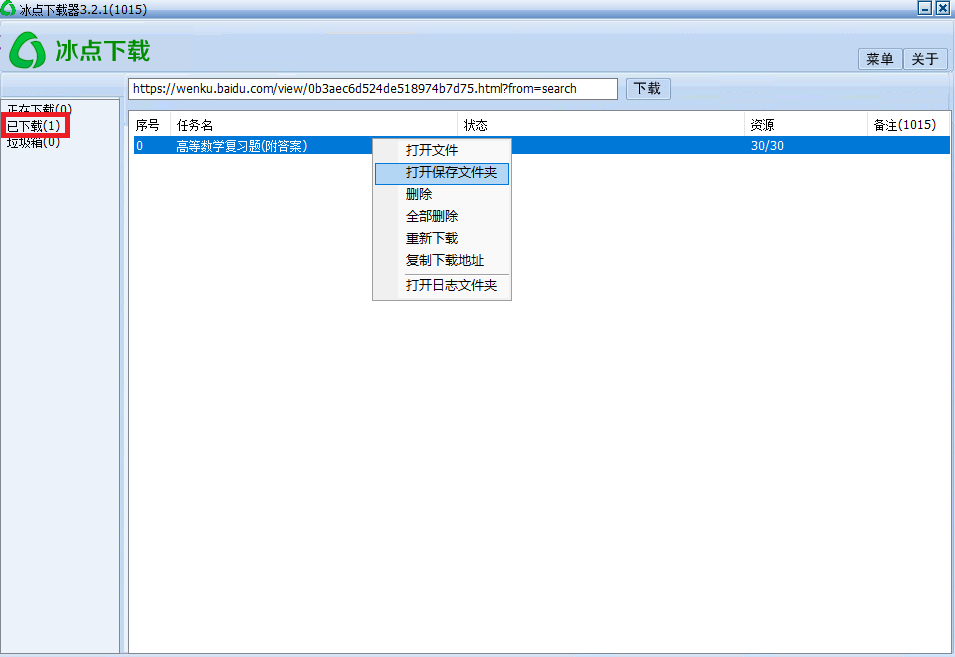 冰点下载器3.2.1(1015)
冰点下载
菜单 关于
https://wenku.baidu.com/view/0b3aec6d524de518974b7d75.html?from=search 下载
正在下载(0)
已下载(1)
垃圾箱(0)
序号 任务名 状态 资源 备注(1015)
0 高等数学复习题(附答案) 30/30
打开文件
打开保存文件夹
删除
全部删除
重新下载
复制下载地址
打开日志文件夹